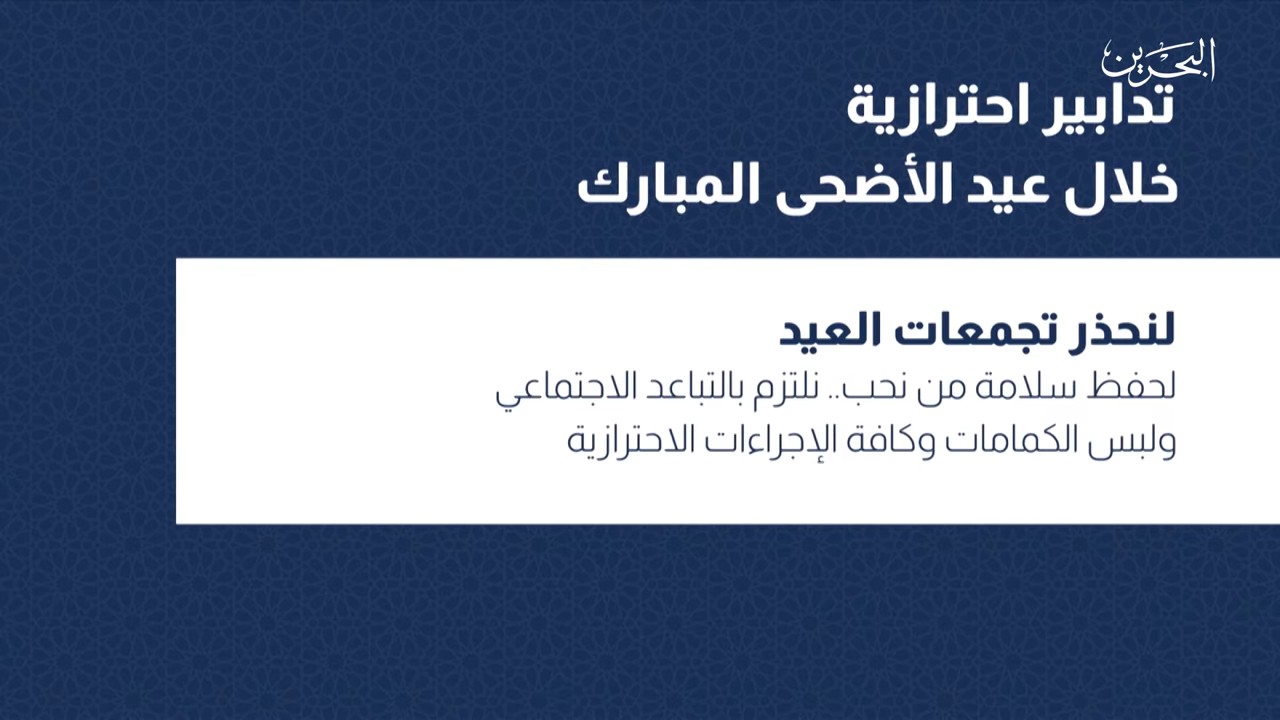 البحرين
تدابير احترازية
خلال عيد الأضحى المبارك
لنحذر تجمعات العيد
لحفظ سلامة من نحب.. نلتزم بالتباعد الاجتماعي
ولبس الكمامات وكافة الإجراءات الاحترازية